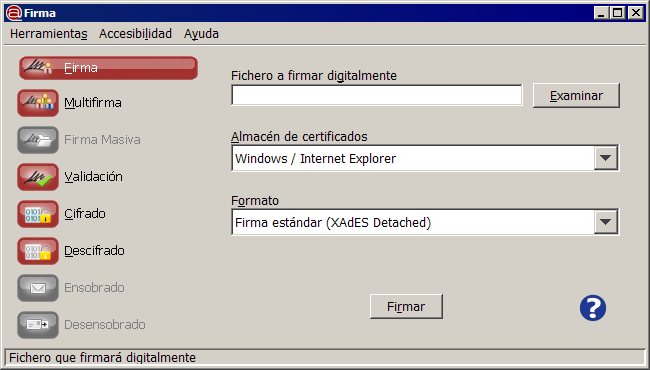 Firma
Herramientas Accesibilidad Ayuda
Firma
Multifirma
Firma Masiva
Validación
Cifrado
Descifrado
Ensobrado
Desensobrado
Fichero a firmar digitalmente
Examinar
Almacén de certificados
Windows / Internet Explorer
Formato
Firma estándar (XAdES Detached)
Firmar
?
Fichero que firmará digitalmente